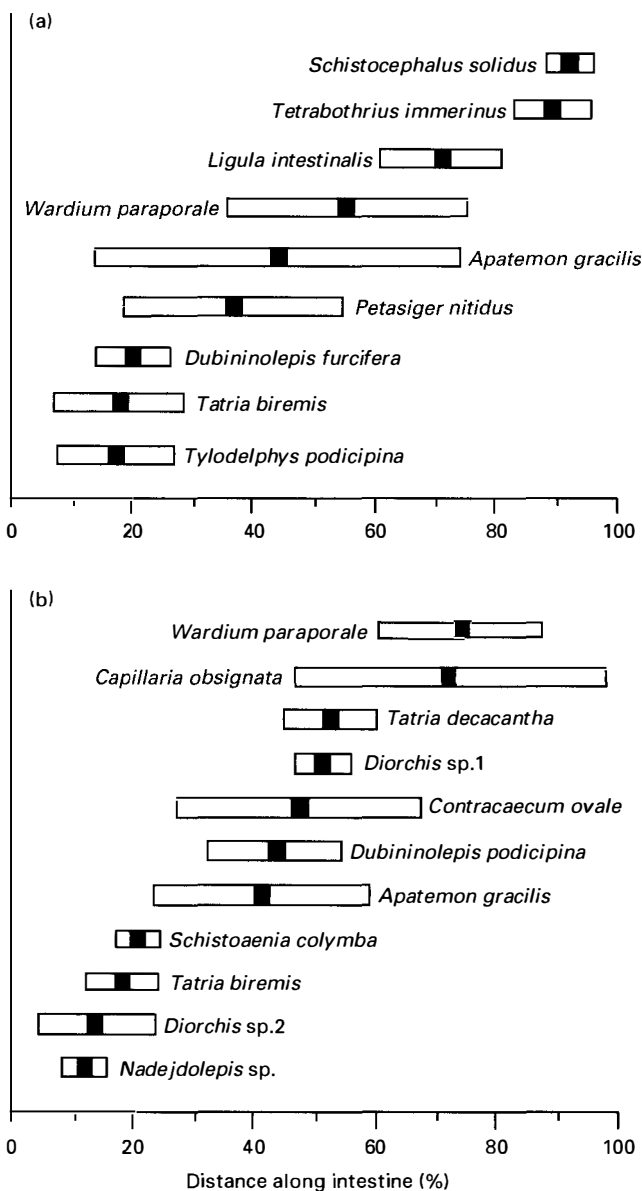 (a)
Schistocephalus solidus
Tetrabothrius immerinus
Ligula intestinalis
Wardium paraporale
Apatemon gracilis
Petasiger nitidus
Dubininolepis furcifera
Tatria biremis
Tylodelphys podicipina
0 20 40 60 80 100
(b)
Wardium paraporale
Capillaria obsignata
Tatria decacantha
Diorchis sp.1
Contracaecum ovale
Dubininolepis podicipina
Apatemon gracilis
Schistoaenia colymba
Tatria biremis
Diorchis sp.2
Nadejdolepis sp.
0 20 40 60 80 100
Distance along intestine (%)